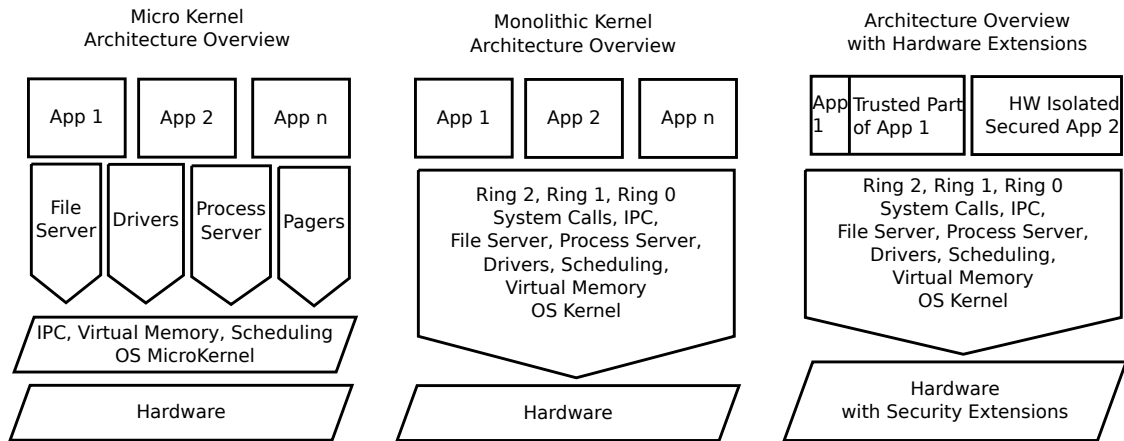 Micro Kernel
Architecture Overview
App 1
App 2
App n
File
Server
Drivers
Process
Server
Pagers
IPC, Virtual Memory, Scheduling
OS MicroKernel
Hardware
Monolithic Kernel
Architecture Overview
App 1
App 2
App n
Ring 2, Ring 1, Ring 0
System Calls, IPC,
File Server, Process Server,
Drivers, Scheduling,
Virtual Memory
OS Kernel
Hardware
Architecture Overview
with Hardware Extensions
App
1
Trusted Part
of App 1
HW Isolated
Secured App 2
Ring 2, Ring 1, Ring 0
System Calls, IPC,
File Server, Process Server,
Drivers, Scheduling,
Virtual Memory
OS Kernel
Hardware
with Security Extensions